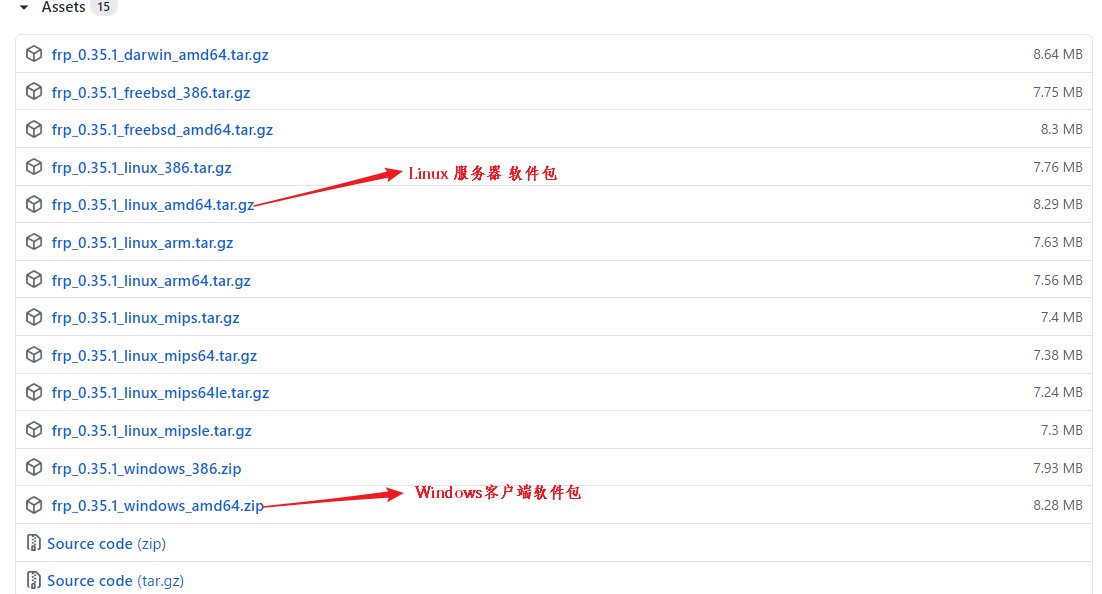 Assets 15
frp_0.35.1_darwin_amd64.tar.gz 8.64 MB
frp_0.35.1_freebsd_386.tar.gz 7.75 MB
frp_0.35.1_freebsd_amd64.tar.gz 8.3 MB
frp_0.35.1_linux_386.tar.gz 7.76 MB
Linux 服务器 软件包
frp_0.35.1_linux_amd64.tar.gz 8.29 MB
frp_0.35.1_linux_arm.tar.gz 7.63 MB
frp_0.35.1_linux_arm64.tar.gz 7.56 MB
frp_0.35.1_linux_mips.tar.gz 7.4 MB
frp_0.35.1_linux_mips64.tar.gz 7.38 MB
frp_0.35.1_linux_mips64le.tar.gz 7.24 MB
frp_0.35.1_linux_mipsle.tar.gz 7.3 MB
frp_0.35.1_windows_386.zip 7.93 MB
Windows客户端软件包
frp_0.35.1_windows_amd64.zip 8.28 MB
Source code (zip)
Source code (tar.gz)